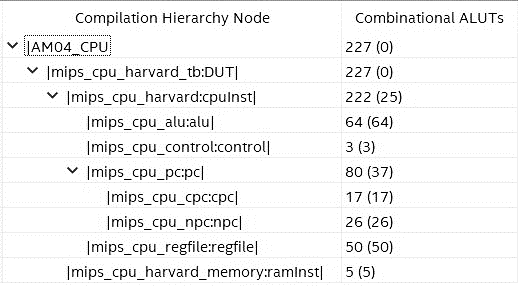 Compilation Hierarchy Node Combinational ALUTs
|AM04_CPU 227 (0)
|mips_cpu_harvard_tb:DUT| 227 (0)
|mips_cpu_harvard:cpuInst| 222 (25)
|mips_cpu_alu:alu| 64 (64)
|mips_cpu_control:control| 3 (3)
|mips_cpu_pc:pc| 80 (37)
|mips_cpu_cpc:cpc| 17 (17)
|mips_cpu_npc:npc| 26 (26)
|mips_cpu_regfile:regfile| 50 (50)
|mips_cpu_harvard_memory:ramInst| 5 (5)